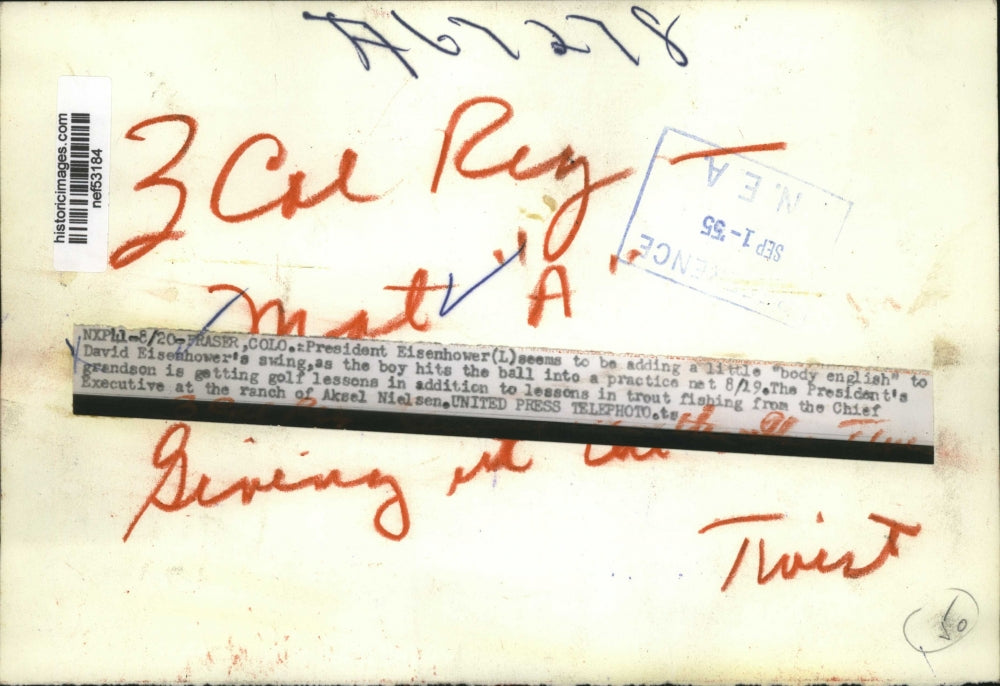 historicimages.com
nef53184
3 Col Reg —
N.E.A
SEP 1-'55
Mat "A"
NXP11-8/20-FRASER,COLO.:President Eisenhower(L)seems to be adding a little "body english" to
David Eisenhower's swing,as the boy hits the ball into a practice net 8/19.The President's
grandson is getting golf lessons in addition to lessons in trout fishing from the Chief
Executive at the ranch of Aksel Nielsen.UNITED PRESS TELEPHOTO.ts
Giving it
Twist